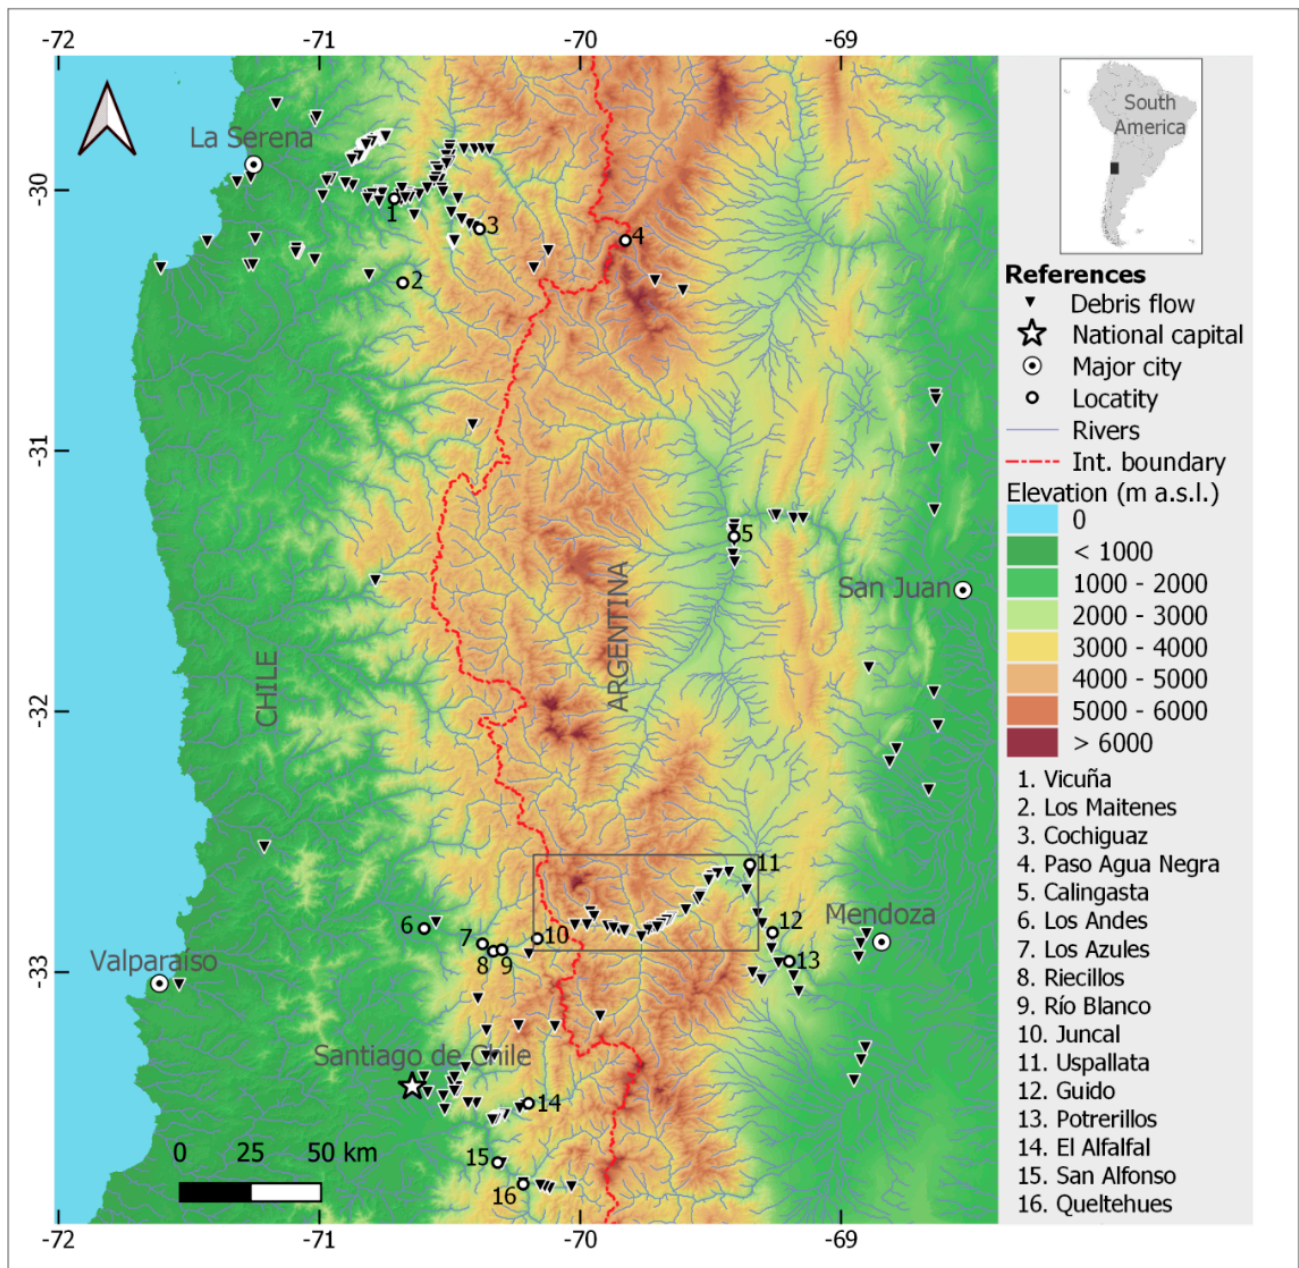 -72 -71 -70 -69
La Serena
-30
1
2
3
4
-31
5
San Juan
CHILE
ARGENTINA
-32
6
7
8
9
10
11
12
13
Mendoza
-33
Valparaíso
Santiago de Chile
14
15
16
0 25 50 km
-72 -71 -70 -69
South
America
References
Debris flow
National capital
Major city
Locatity
Rivers
Int. boundary
Elevation (m a.s.l.)
0
< 1000
1000 - 2000
2000 - 3000
3000 - 4000
4000 - 5000
5000 - 6000
> 6000
1. Vicuña
2. Los Maitenes
3. Cochiguaz
4. Paso Agua Negra
5. Calingasta
6. Los Andes
7. Los Azules
8. Riecillos
9. Río Blanco
10. Juncal
11. Uspallata
12. Guido
13. Potrerillos
14. El Alfalfal
15. San Alfonso
16. Queltehues